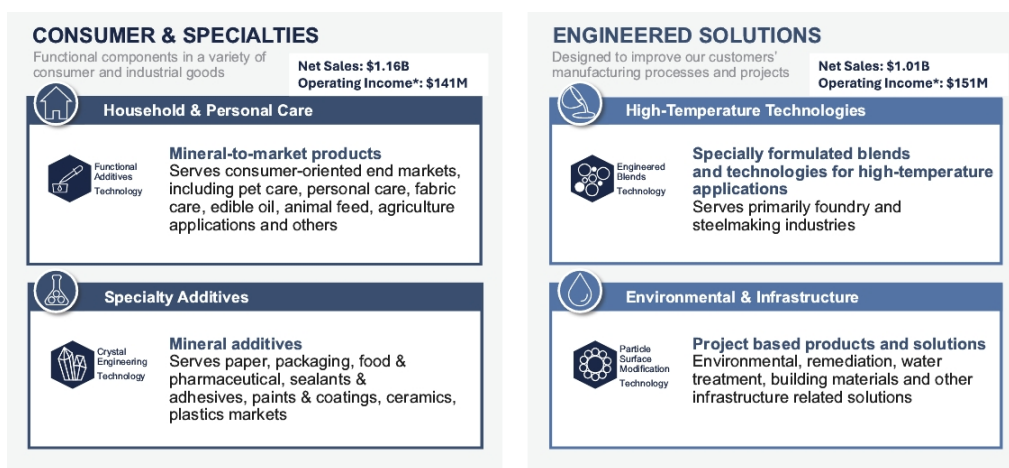 CONSUMER & SPECIALTIES
Functional components in a variety of
consumer and industrial goods
Net Sales: $1.16B
Operating Income*: $141M
Household & Personal Care
Functional
Additives
Technology
Mineral-to-market products
Serves consumer-oriented end markets,
including pet care, personal care, fabric
care, edible oil, animal feed, agriculture
applications and others
Specialty Additives
Crystal
Engineering
Technology
Mineral additives
Serves paper, packaging, food &
pharmaceutical, sealants &
adhesives, paints & coatings, ceramics,
plastics markets
ENGINEERED SOLUTIONS
Designed to improve our customers'
manufacturing processes and projects
Net Sales: $1.01B
Operating Income*: $151M
High-Temperature Technologies
Engineered
Blends
Technology
Specially formulated blends
and technologies for high-temperature
applications
Serves primarily foundry and
steelmaking industries
Environmental & Infrastructure
Particle
Surface
Modification
Technology
Project based products and solutions
Environmental, remediation, water
treatment, building materials and other
infrastructure related solutions